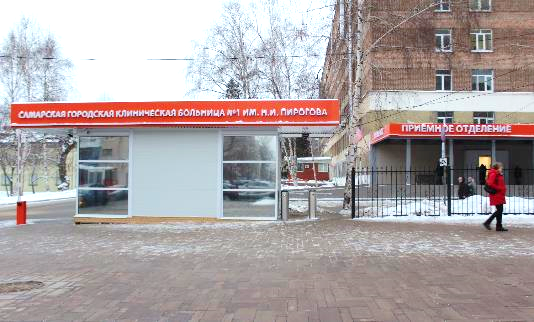 САМАРСКАЯ ГОРОДСКАЯ КЛИНИЧЕСКАЯ БОЛЬНИЦА №1 ИМ. Н.И. ПИРОГОВА
ПРИЁМНОЕ ОТДЕЛЕНИЕ